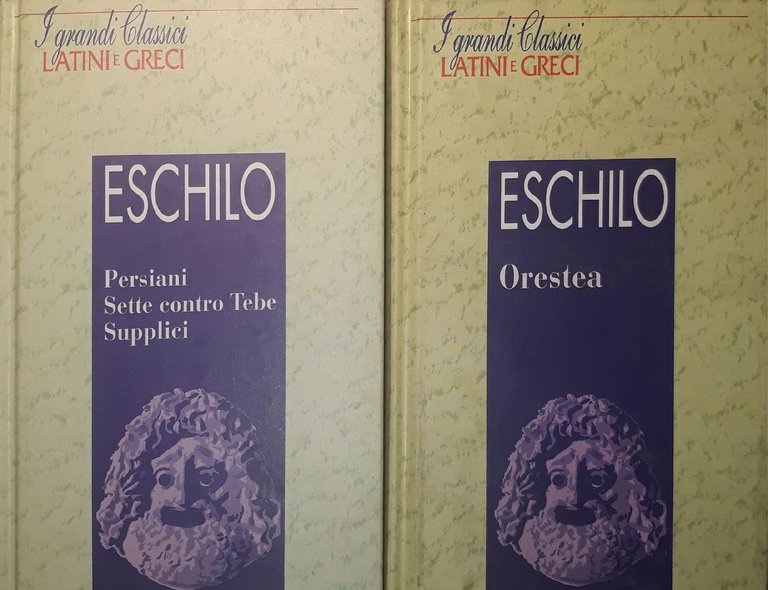 I grandi Classici
LATINI E GRECI
ESCHILO
Persiani
Sette contro Tebe
Supplici
I grandi Classici
LATINI E GRECI
ESCHILO
Orestea